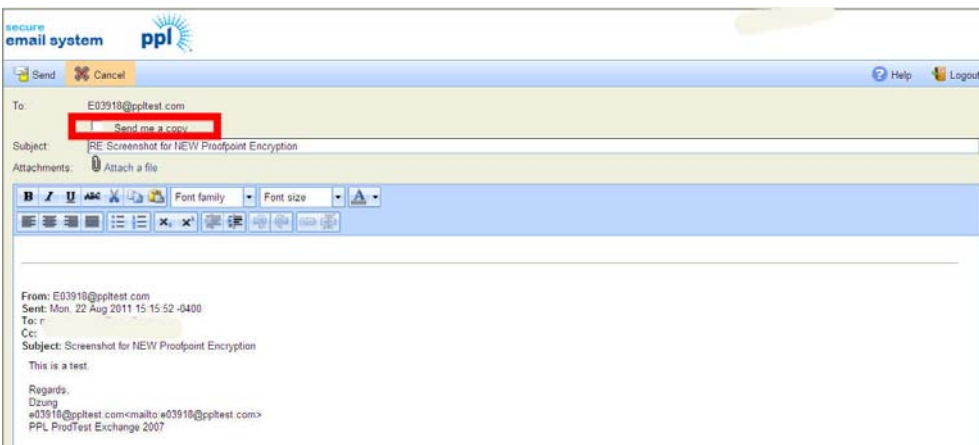 secure
email system ppl
Send Cancel Help Logout
To: E03918@ppltest.com
Send me a copy
Subject: RE:Screenshot for NEW Proofpoint Encryption
Attachments: Attach a file
B I U ABC Font family Font size A
x₂ x²
From: E03918@ppltest.com
Sent: Mon, 22 Aug 2011 15:15:52 -0400
To: r
Cc:
Subject: Screenshot for NEW Proofpoint Encryption
This is a test.
Regards,
Dzung
e03918@ppltest.com<mailto:e03918@ppltest.com>
PPL ProdTest Exchange 2007